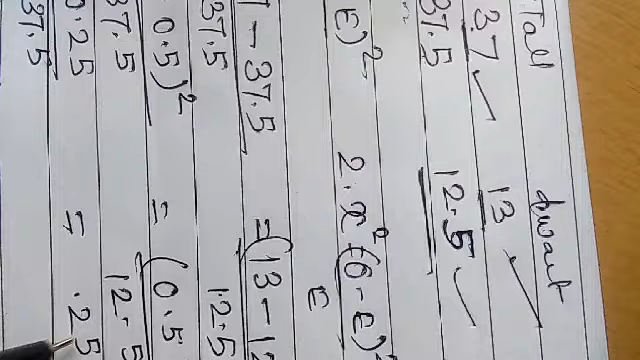 Tall dwarf
37 13
37.5 12.5
E)² 2. x² = (O-E)²
E
- 37.5 = (13-12
37.5 12.5
0.5)² = (0.5
37.5 12.5
0.25 = .25
37.5